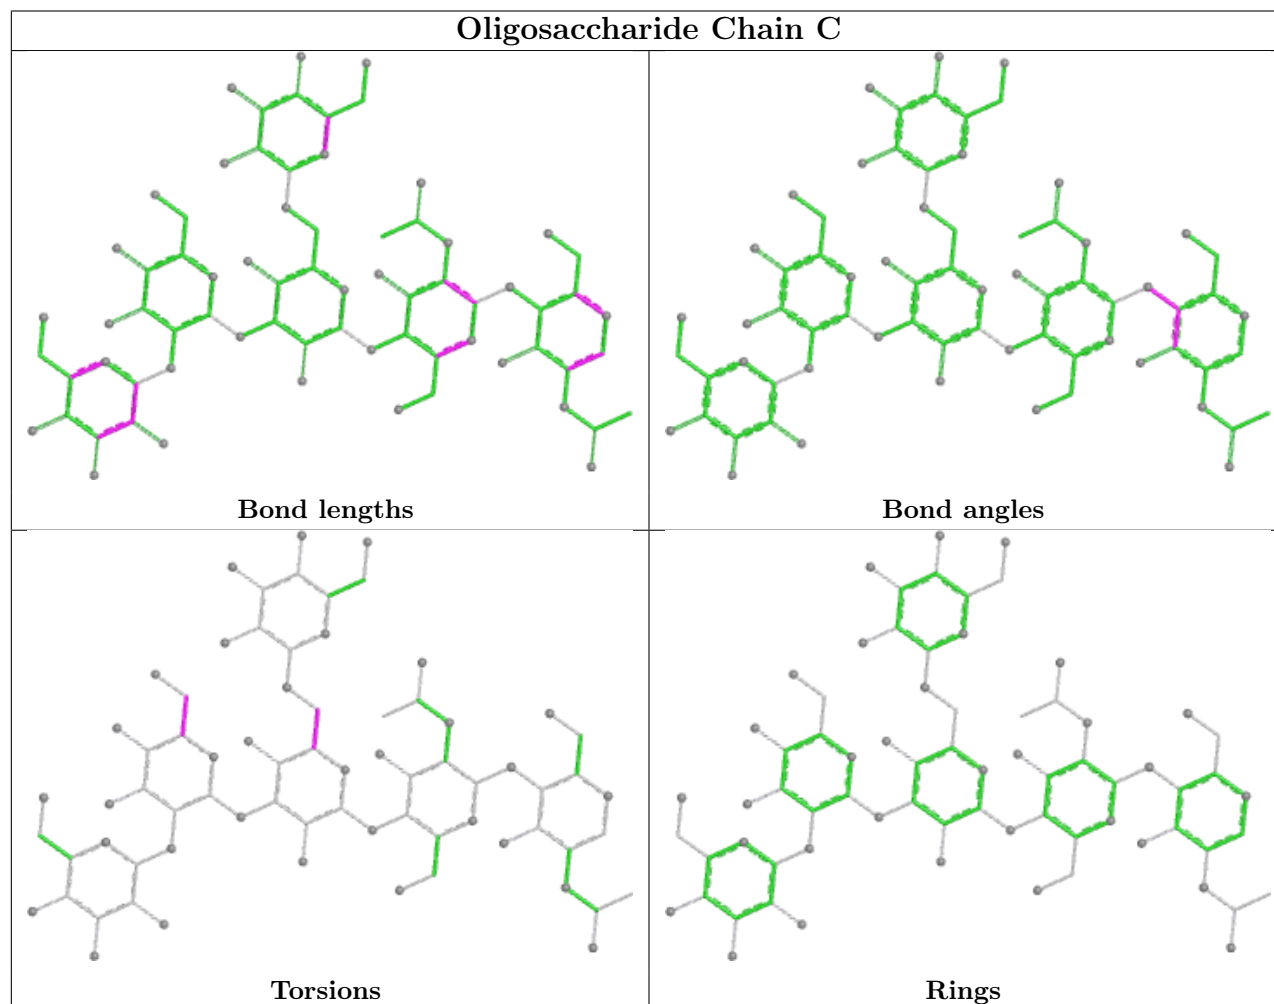 Oligosaccharide Chain C
Bond lengths
Bond angles
Torsions
Rings